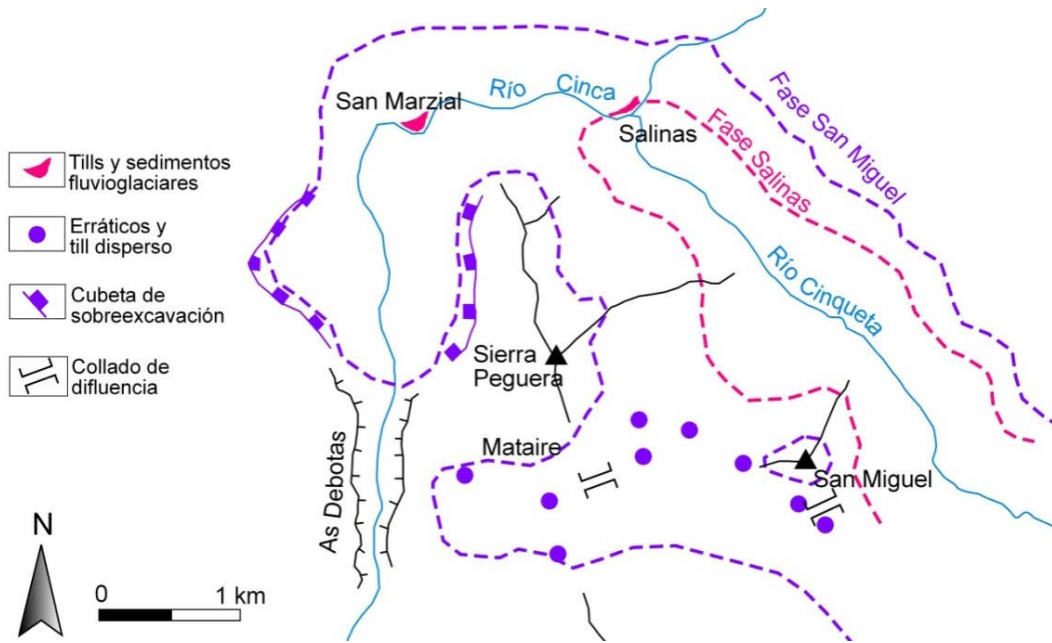 Río Cinca
San Marzial
Salinas
Fase San Miguel
Fase Salinas
Río Cinqueta
Tills y sedimentos
fluvioglaciares
Erráticos y
till disperso
Cubeta de
sobreexcavación
Collado de
difluencia
Sierra
Peguera
Mataire
San Miguel
As Debotas
N
0 1 km